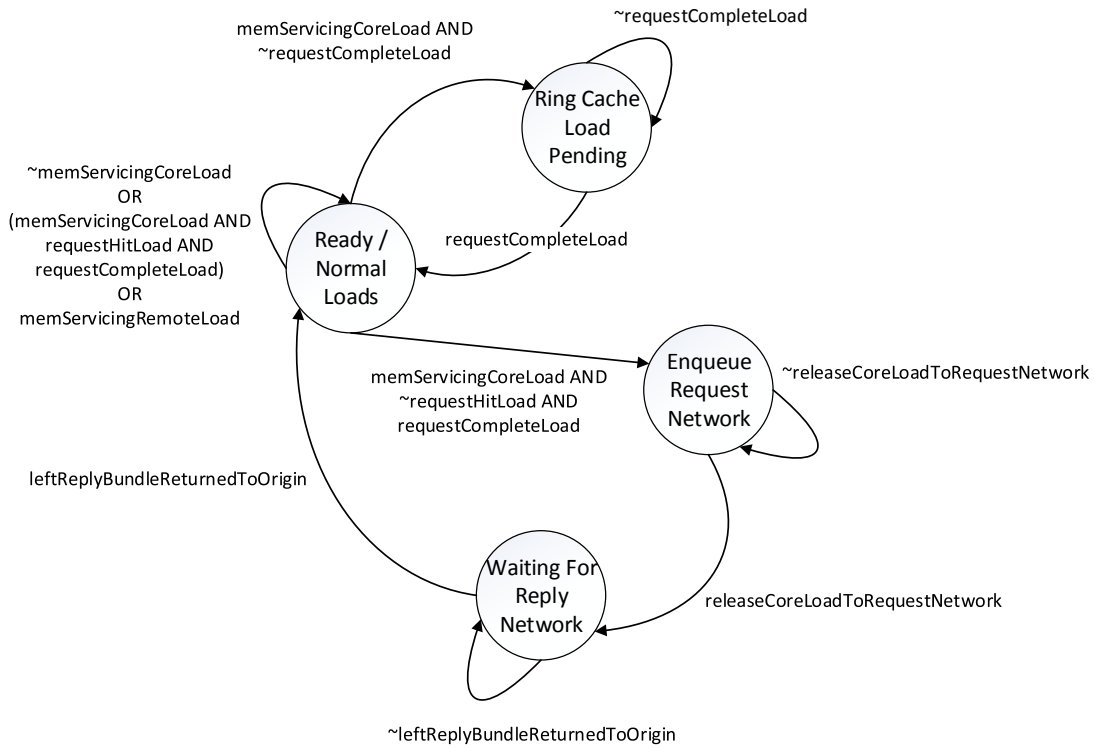 ~requestCompleteLoad
memServicingCoreLoad AND
~requestCompleteLoad
Ring Cache
Load
Pending
~memServicingCoreLoad
OR
(memServicingCoreLoad AND
requestHitLoad AND
requestCompleteLoad)
OR
memServicingRemoteLoad
Ready /
Normal
Loads
requestCompleteLoad
memServicingCoreLoad AND
~requestHitLoad AND
requestCompleteLoad
Enqueue
Request
Network
~releaseCoreLoadToRequestNetwork
leftReplyBundleReturnedToOrigin
Waiting For
Reply
Network
releaseCoreLoadToRequestNetwork
~leftReplyBundleReturnedToOrigin